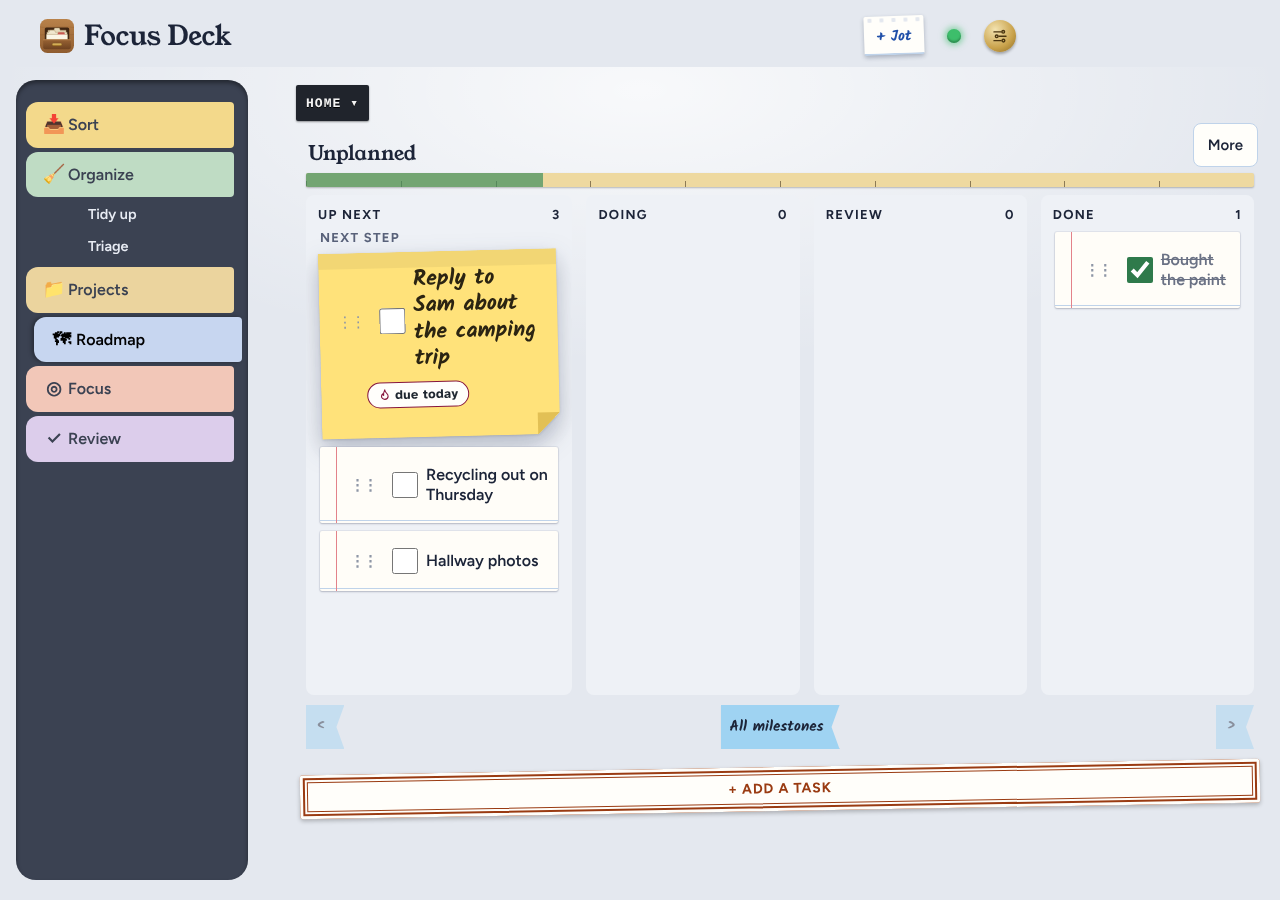 Focus Deck
+ Jot
Sort
Organize
Tidy up
Triage
Projects
Roadmap
Focus
Review
HOME ▾
Unplanned
More
UP NEXT 3
NEXT STEP
Reply to
Sam about
the camping
trip
due today
Recycling out on
Thursday
Hallway photos
DOING 0
REVIEW 0
DONE 1
Bought
the paint
<
All milestones
>
+ ADD A TASK